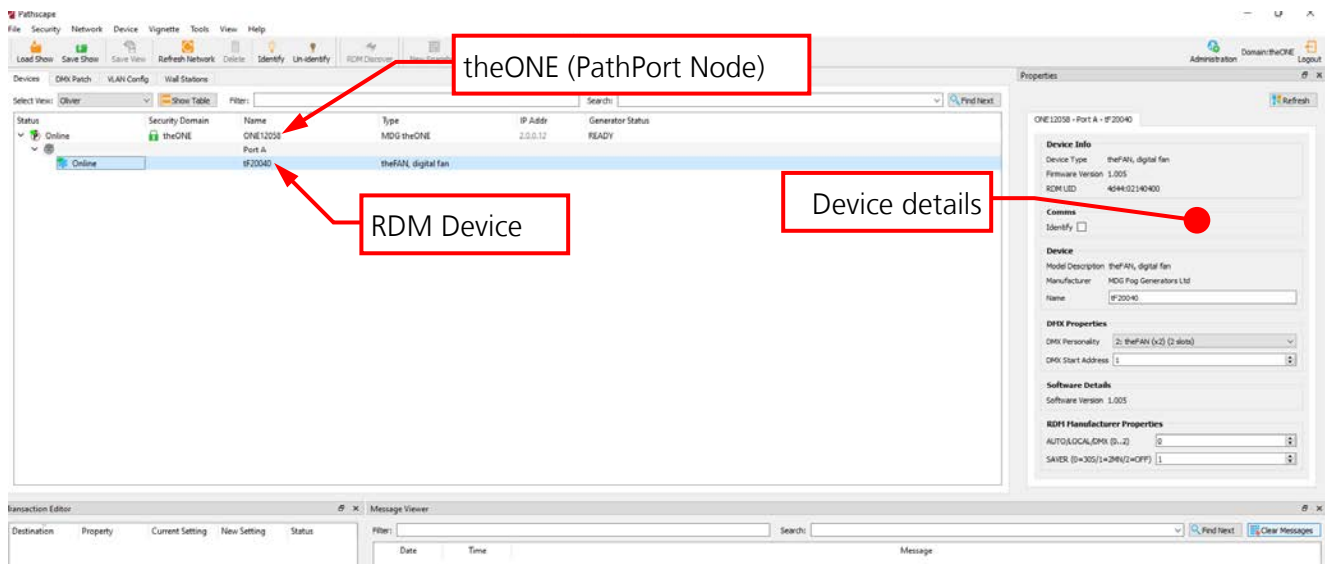 Pathscape
File Security Network Device Vignette Tools View Help
Load Show Save Show Save View Refresh Network Delete Identify Un-identify RDM Discover
Administration Domain:theONE Logout
theONE (PathPort Node)
Devices DMX Patch VLAN Config Wall Stations
Properties
Select View: Olivier Show Table Filter: Search: Find Next
Refresh
Status Security Domain Name Type IP Addr Generator Status
Online theONE ONE12058 MDG theONE 2.0.0.12 READY
Port A
Online tF20040 theFAN, digital fan
RDM Device
Device details
ONE12058 - Port A - tF20040
Device Info
Device Type theFAN, digital fan
Firmware Version 1.005
RDM UID 4d44:02140400
Comms
Identify
Device
Model Description theFAN, digital fan
Manufacturer MDG Fog Generators Ltd
Name tF20040
DMX Properties
DMX Personality 2: theFAN (x2) (2 slots)
DMX Start Address 1
Software Details
Software Version 1.005
RDM Manufacturer Properties
AUTO/LOCAL/DMX (0..2) 0
SAVER (0=30S/1=2MN/2=OFF) 1
ransaction Editor
Destination Property Current Setting New Setting Status
Message Viewer
Filter: Search: Find Next Clear Messages
Date Time Message